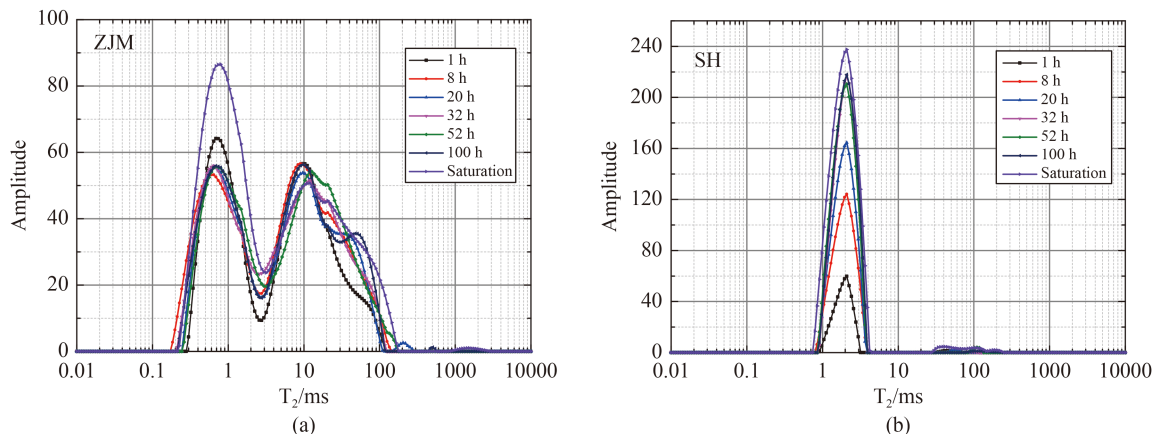 ZJM
1 h
8 h
20 h
32 h
52 h
100 h
Saturation
100
80
60
40
20
0
Amplitude
0.01 0.1 1 10 100 1000 10000
T₂/ms
(a)
SH
1 h
8 h
20 h
32 h
52 h
100 h
Saturation
240
200
160
120
80
40
0
Amplitude
0.01 0.1 1 10 100 1000 10000
T₂/ms
(b)